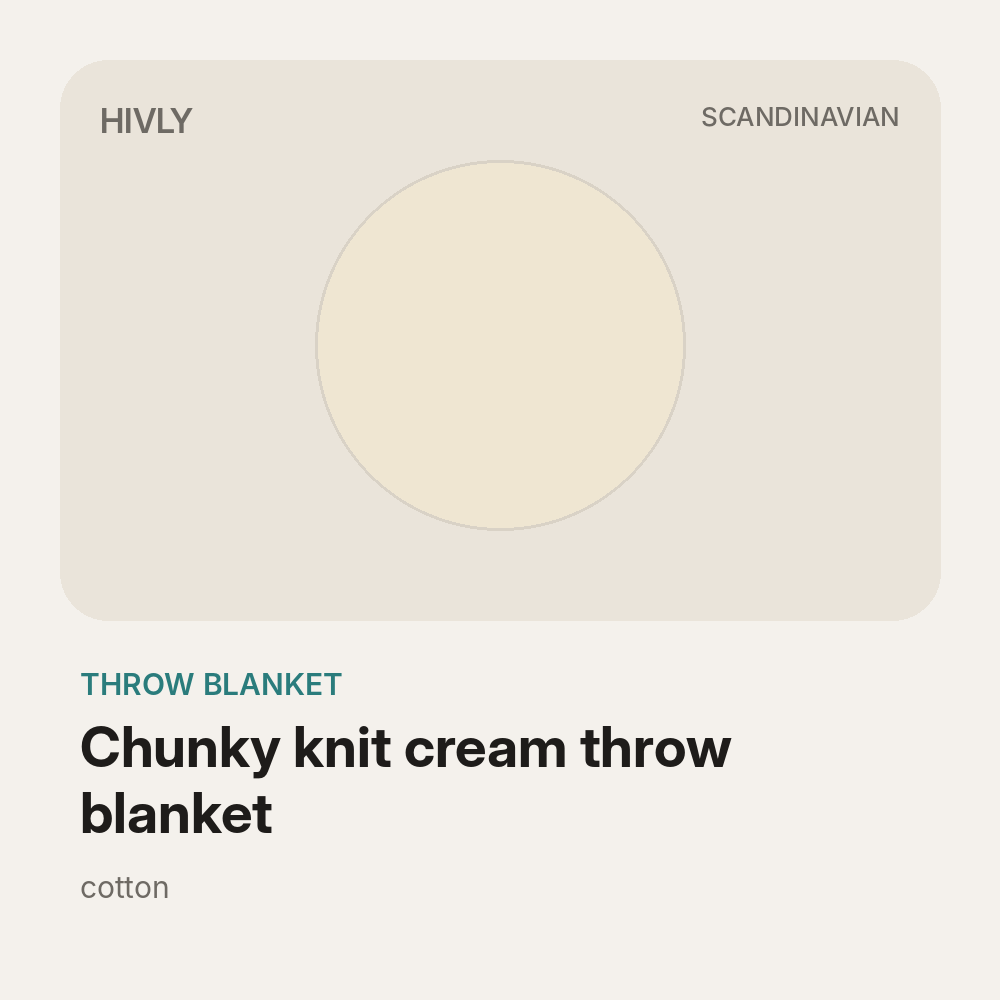 HIVLY
SCANDINAVIAN
THROW BLANKET
Chunky knit cream throw
blanket
cotton